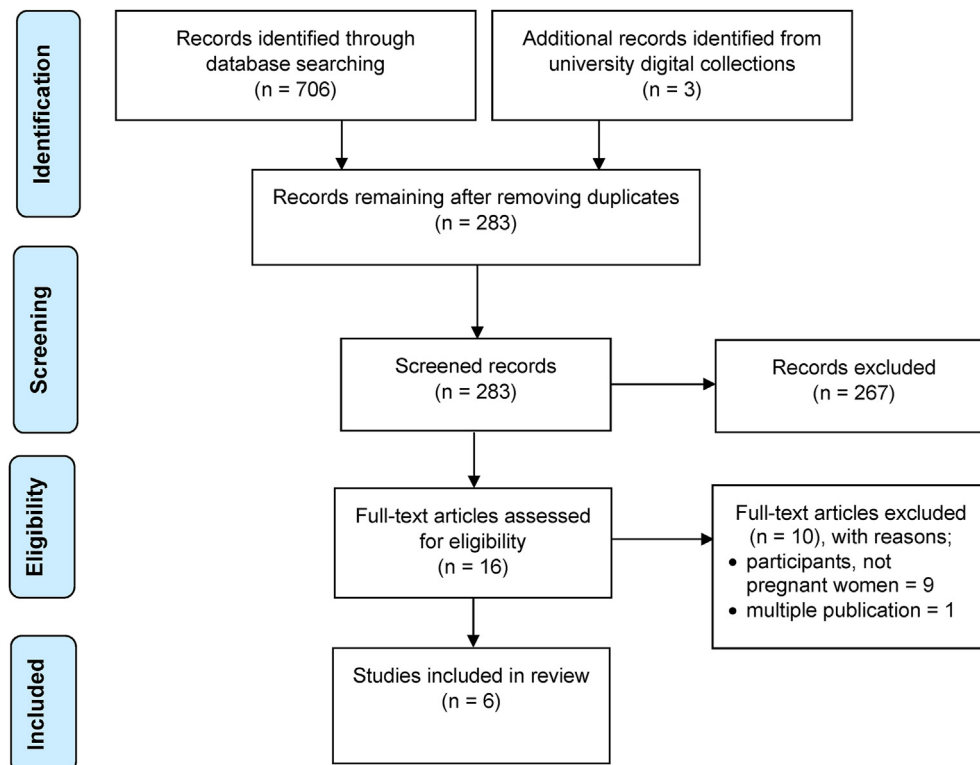 Identification
Records identified through
database searching
(n = 706)
Additional records identified from
university digital collections
(n = 3)
Records remaining after removing duplicates
(n = 283)
Screening
Screened records
(n = 283)
Records excluded
(n = 267)
Eligibility
Full-text articles assessed
for eligibility
(n = 16)
Full-text articles excluded
(n = 10), with reasons;
• participants, not
pregnant women = 9
• multiple publication = 1
Included
Studies included in review
(n = 6)